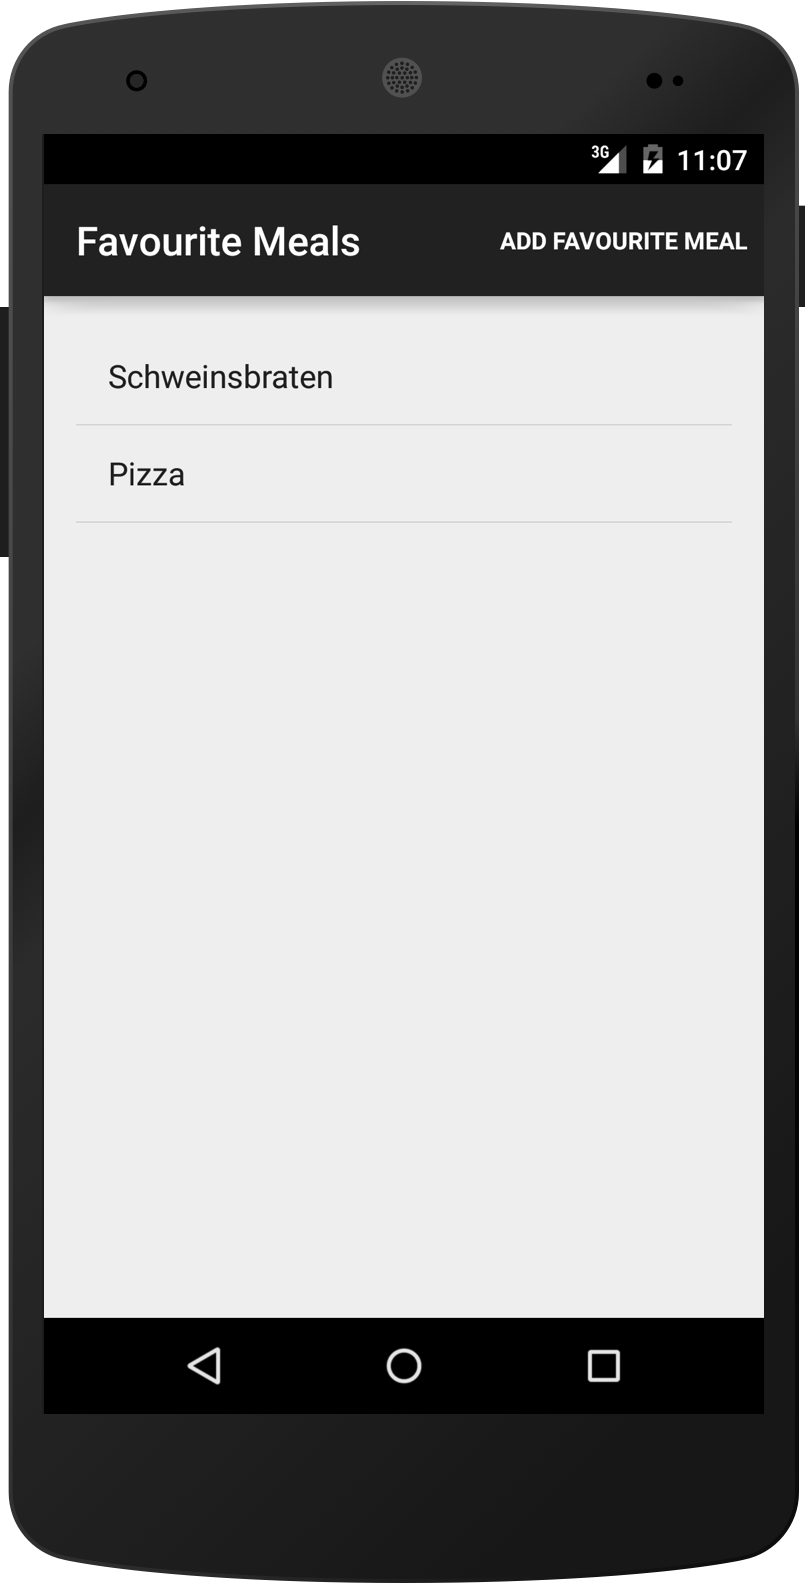 3G 11:07
Favourite Meals ADD FAVOURITE MEAL
Schweinsbraten
Pizza